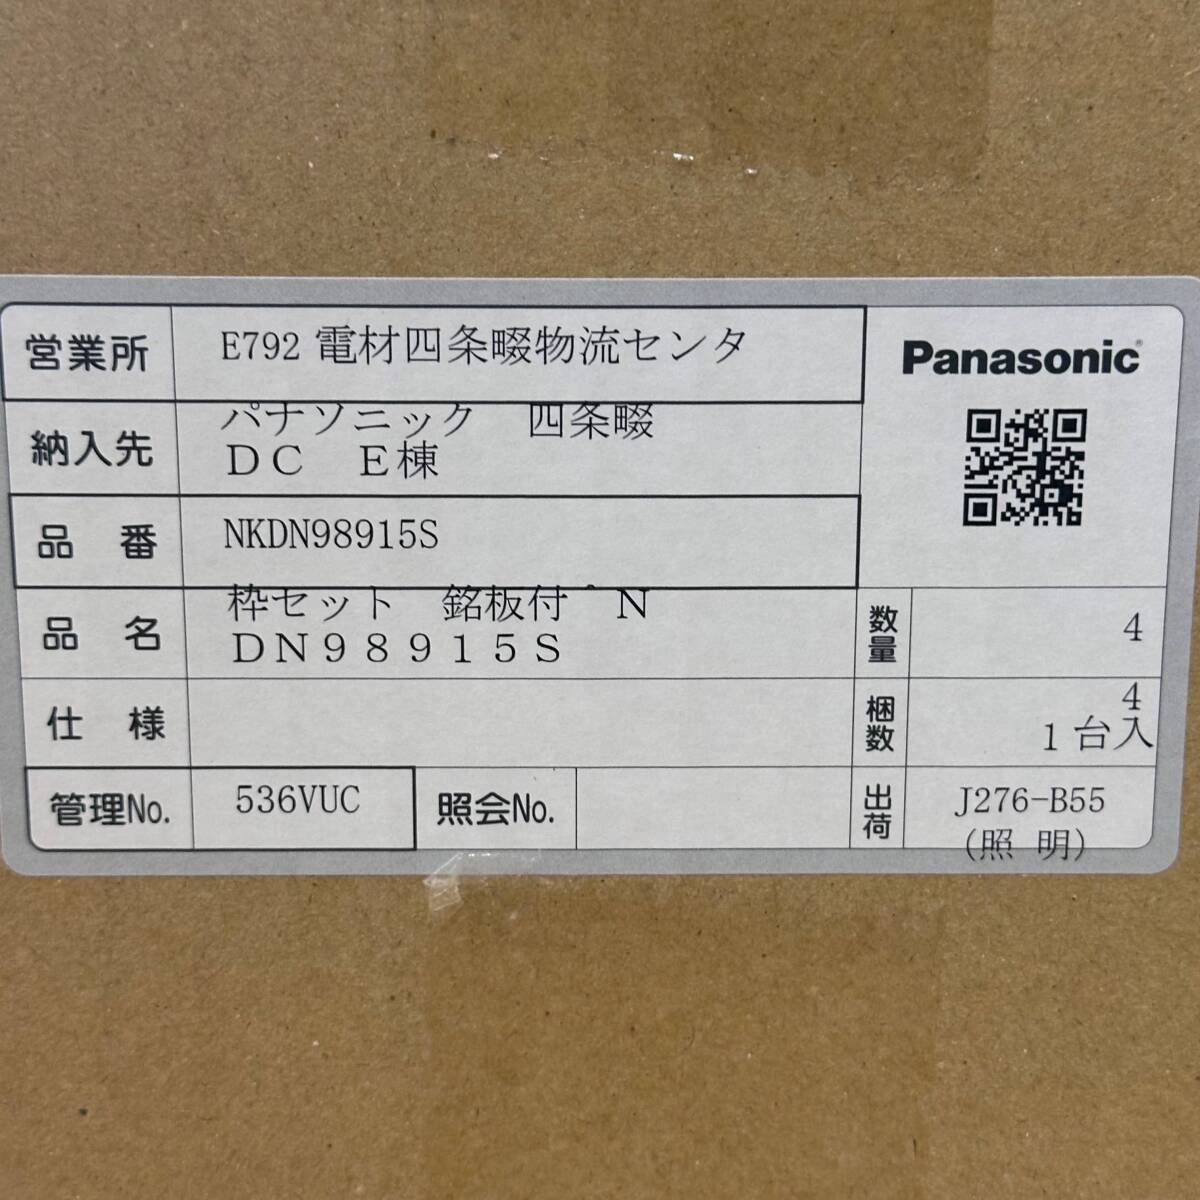 営業所 E792 電材四条畷物流センタ
Panasonic®
納入先 パナソニック 四条畷
DC E棟
品 番 NKDN98915S
品 名 枠セット 銘板付゜N
DN98915S
数量 4
仕 様
梱数 4
1台入
管理No. 536VUC
照会No.
出荷 J276-B55
(照 明)